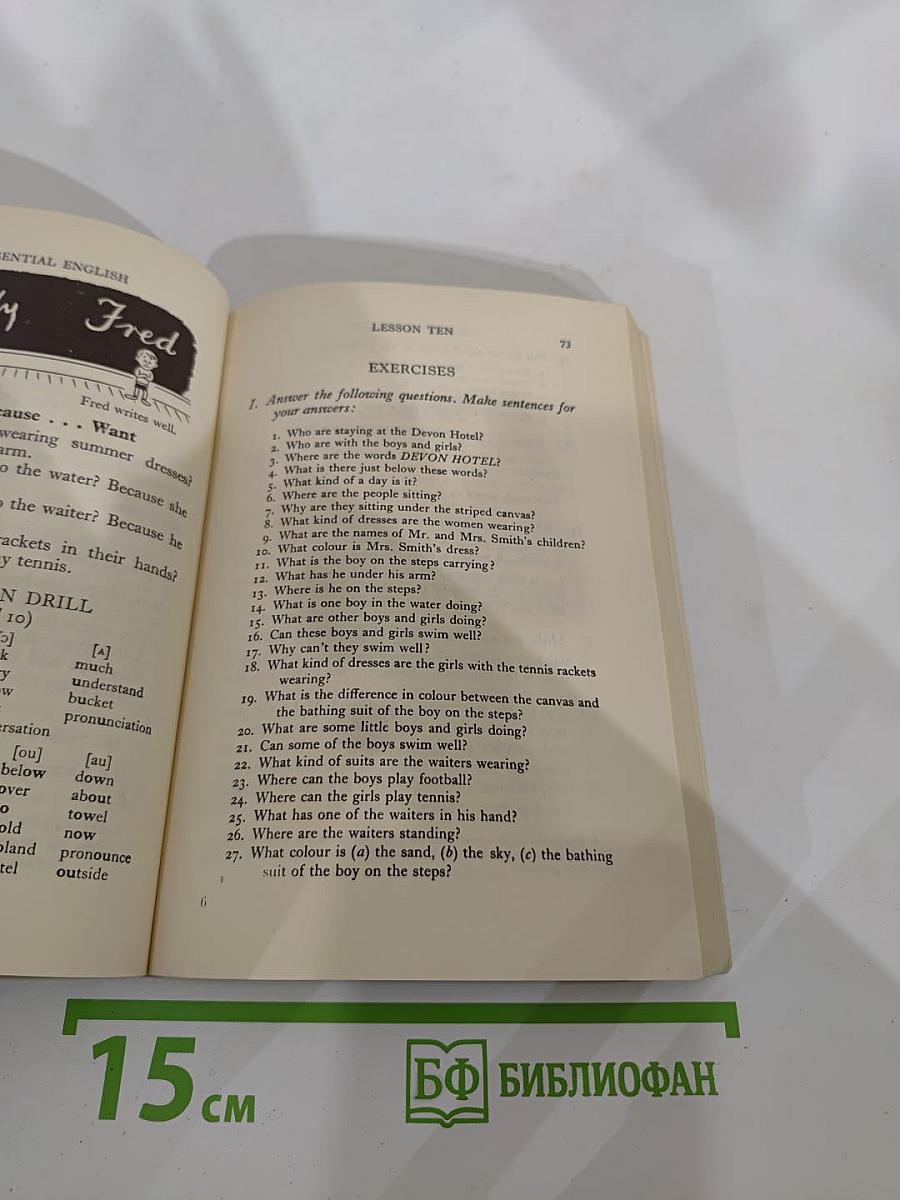 ENTIAL ENGLISH
Fred
Fred writes well.
cause . . . Want
wearing summer dresses?
arm.
o the water? Because she
o the waiter? Because he
rackets in their hands?
y tennis.
N DRILL
10)
[ʌ]
k much
ry understand
ow bucket
pronunciation
ersation
[ou] [au]
below down
over about
o towel
old now
pland pronounce
tel outside
LESSON TEN
73
EXERCISES
I. Answer the following questions. Make sentences for
your answers:
1. Who are staying at the Devon Hotel?
2. Who are with the boys and girls?
3. Where are the words DEVON HOTEL?
4. What is there just below these words?
5. What kind of a day is it?
6. Where are the people sitting?
7. Why are they sitting under the striped canvas?
8. What kind of dresses are the women wearing?
9. What are the names of Mr. and Mrs. Smith's children?
10. What colour is Mrs. Smith's dress?
11. What is the boy on the steps carrying?
12. What has he under his arm?
13. Where is he on the steps?
14. What is one boy in the water doing?
15. What are other boys and girls doing?
16. Can these boys and girls swim well?
17. Why can't they swim well?
18. What kind of dresses are the girls with the tennis rackets
wearing?
19. What is the difference in colour between the canvas and
the bathing suit of the boy on the steps?
20. What are some little boys and girls doing?
21. Can some of the boys swim well?
22. What kind of suits are the waiters wearing?
23. Where can the boys play football?
24. Where can the girls play tennis?
25. What has one of the waiters in his hand?
26. Where are the waiters standing?
27. What colour is (a) the sand, (b) the sky, (c) the bathing
suit of the boy on the steps?
6
15 см
БФ БИБЛИОФАН